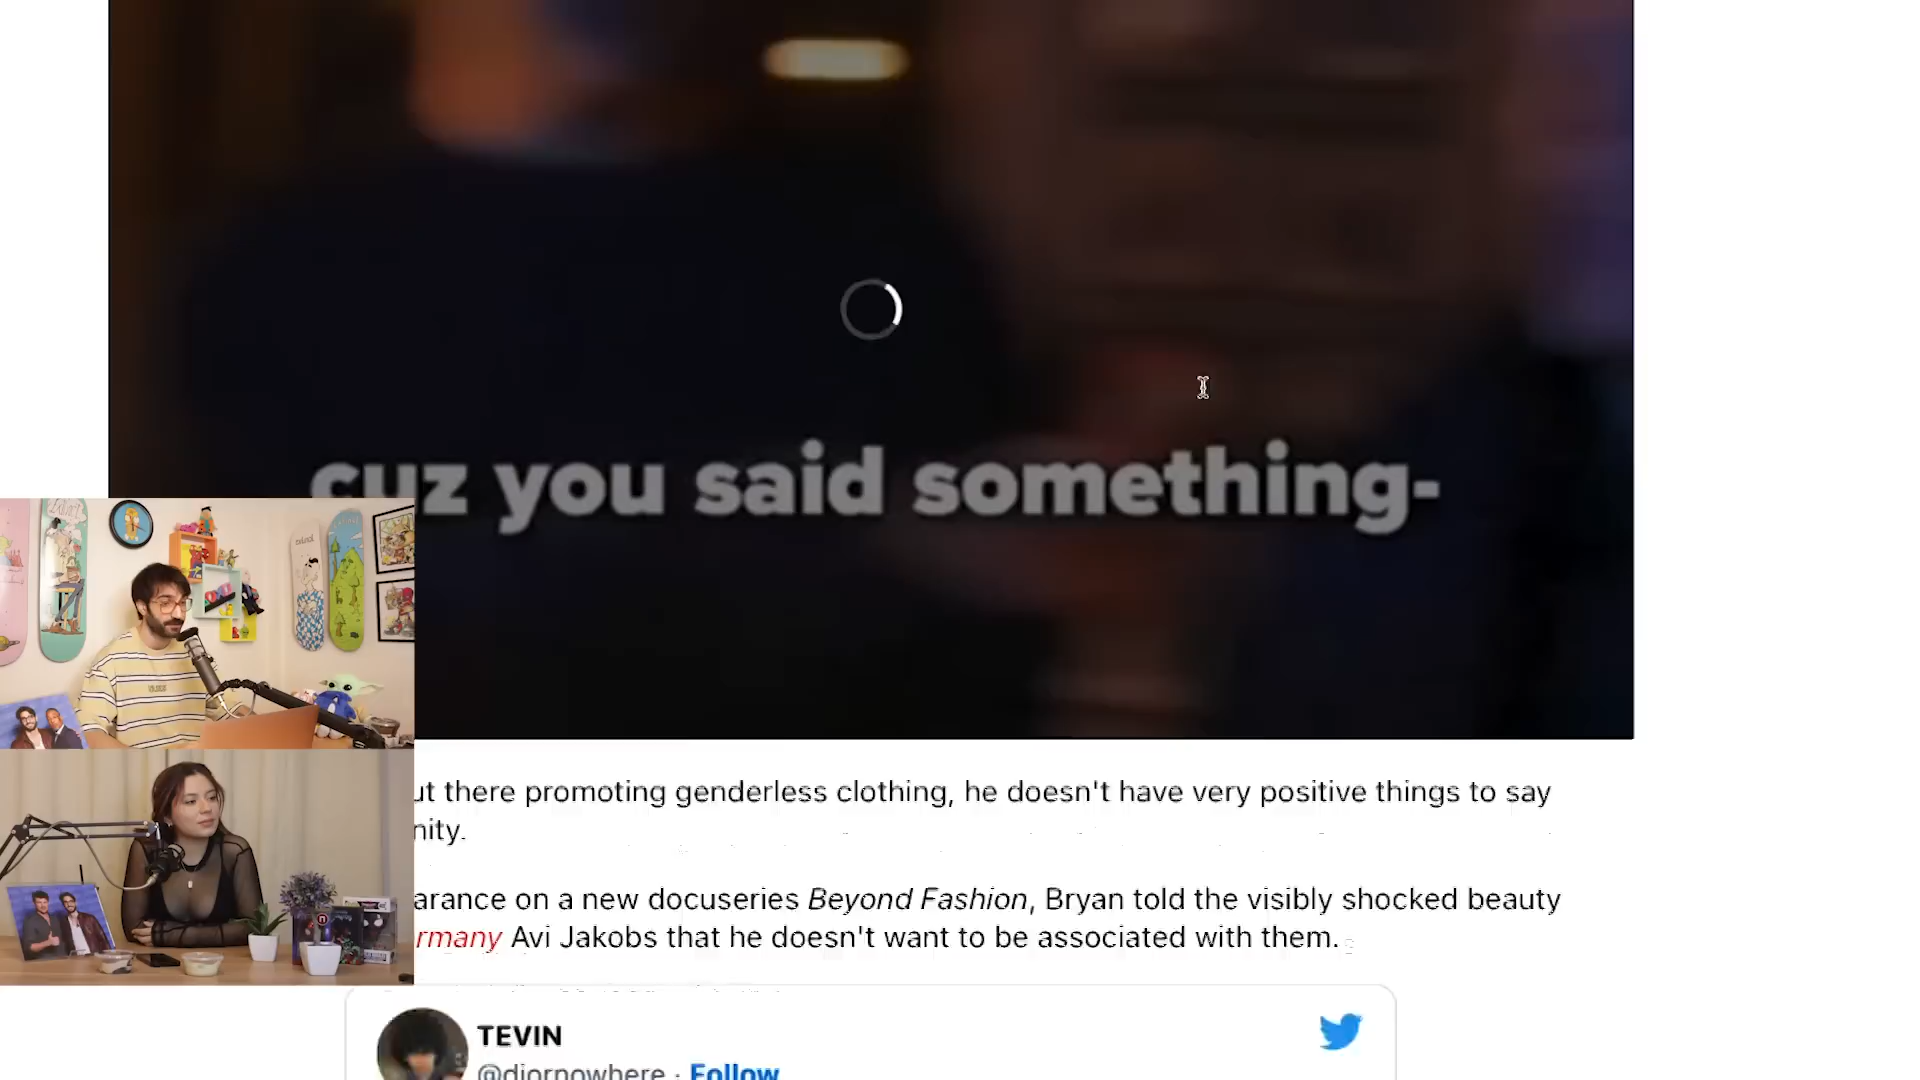 cuz you said something-
ut there promoting genderless clothing, he doesn't have very positive things to say
nity.
arance on a new docuseries Beyond Fashion, Bryan told the visibly shocked beauty
rmany Avi Jakobs that he doesn't want to be associated with them.
TEVIN
@diornowhere · Follow